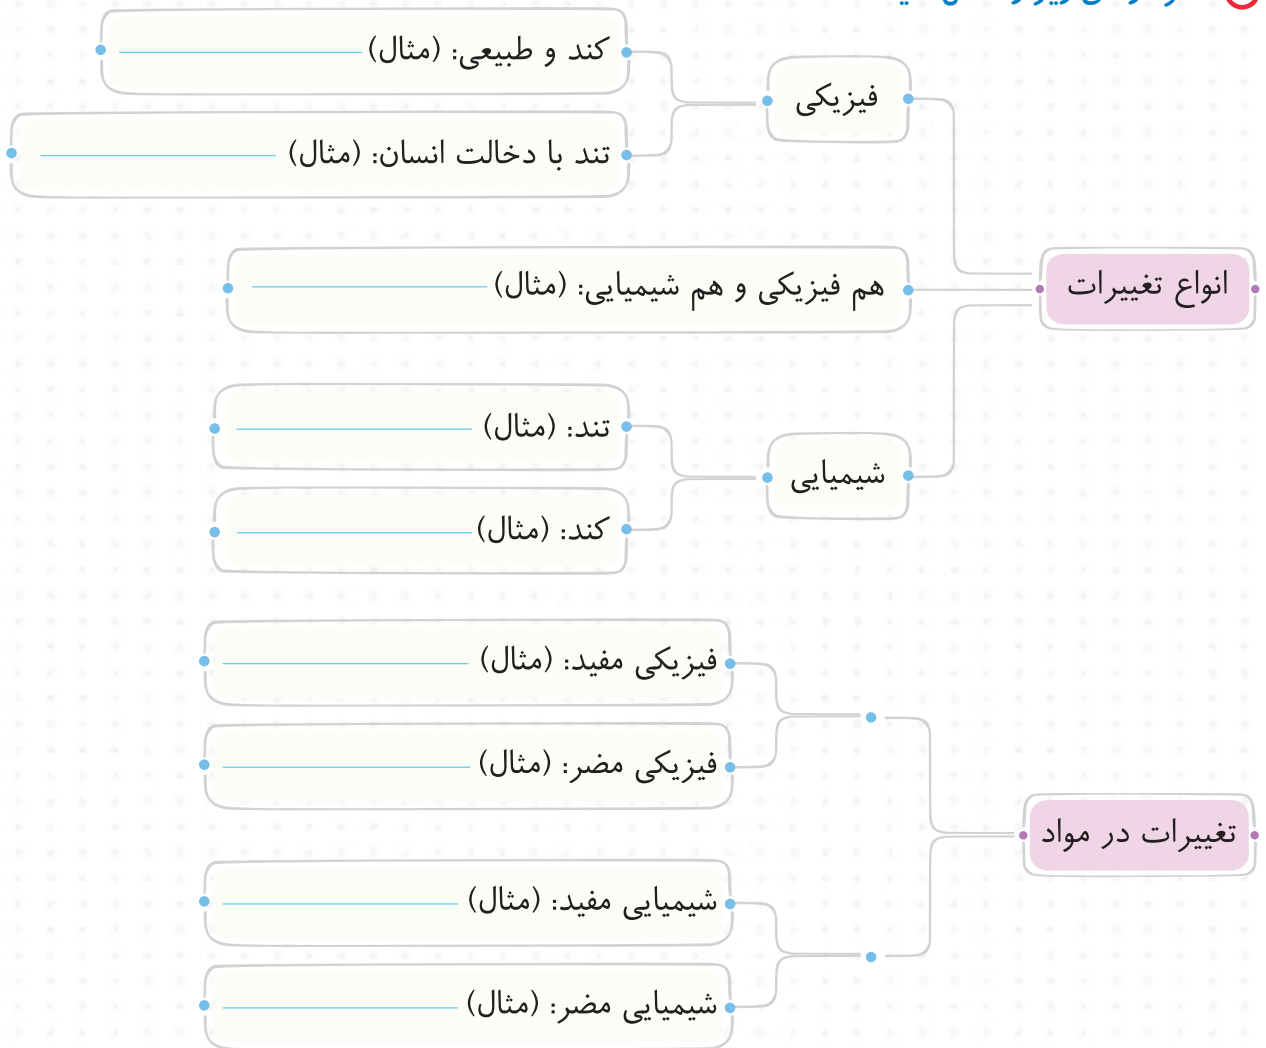 انواع تغییرات
فیزیکی
کند و طبیعی: (مثال)
تند با دخالت انسان: (مثال)
هم فیزیکی و هم شیمیایی: (مثال)
شیمیایی
تند: (مثال)
کند: (مثال)
تغییرات در مواد
فیزیکی مفید: (مثال)
فیزیکی مضر: (مثال)
شیمیایی مفید: (مثال)
شیمیایی مضر: (مثال)